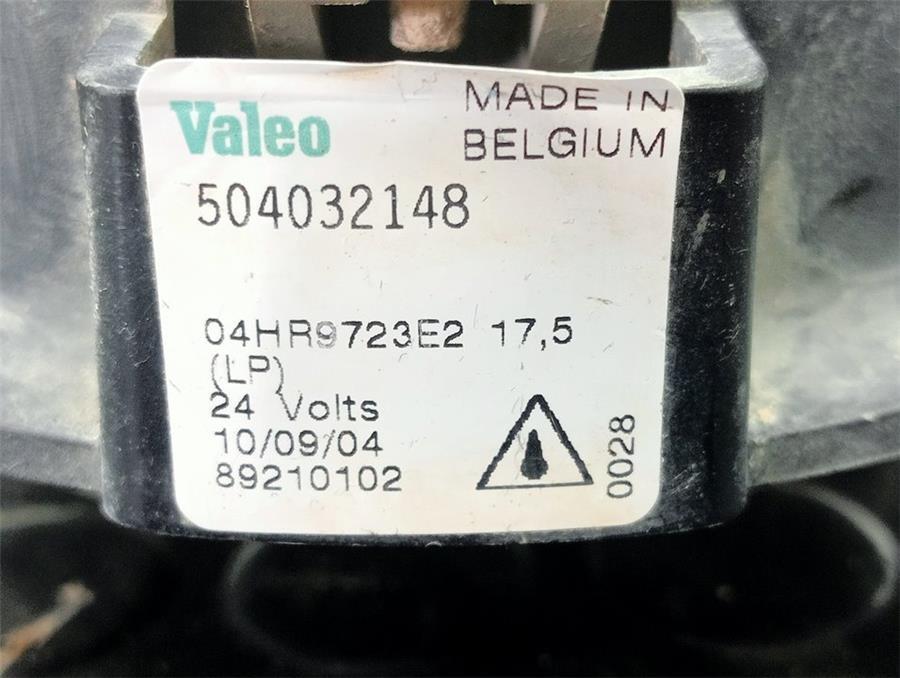 Valeo
MADE IN
BELGIUM
504032148
04HR9723E2 17,5
(LP)
24 Volts
10/09/04
89210102
0028